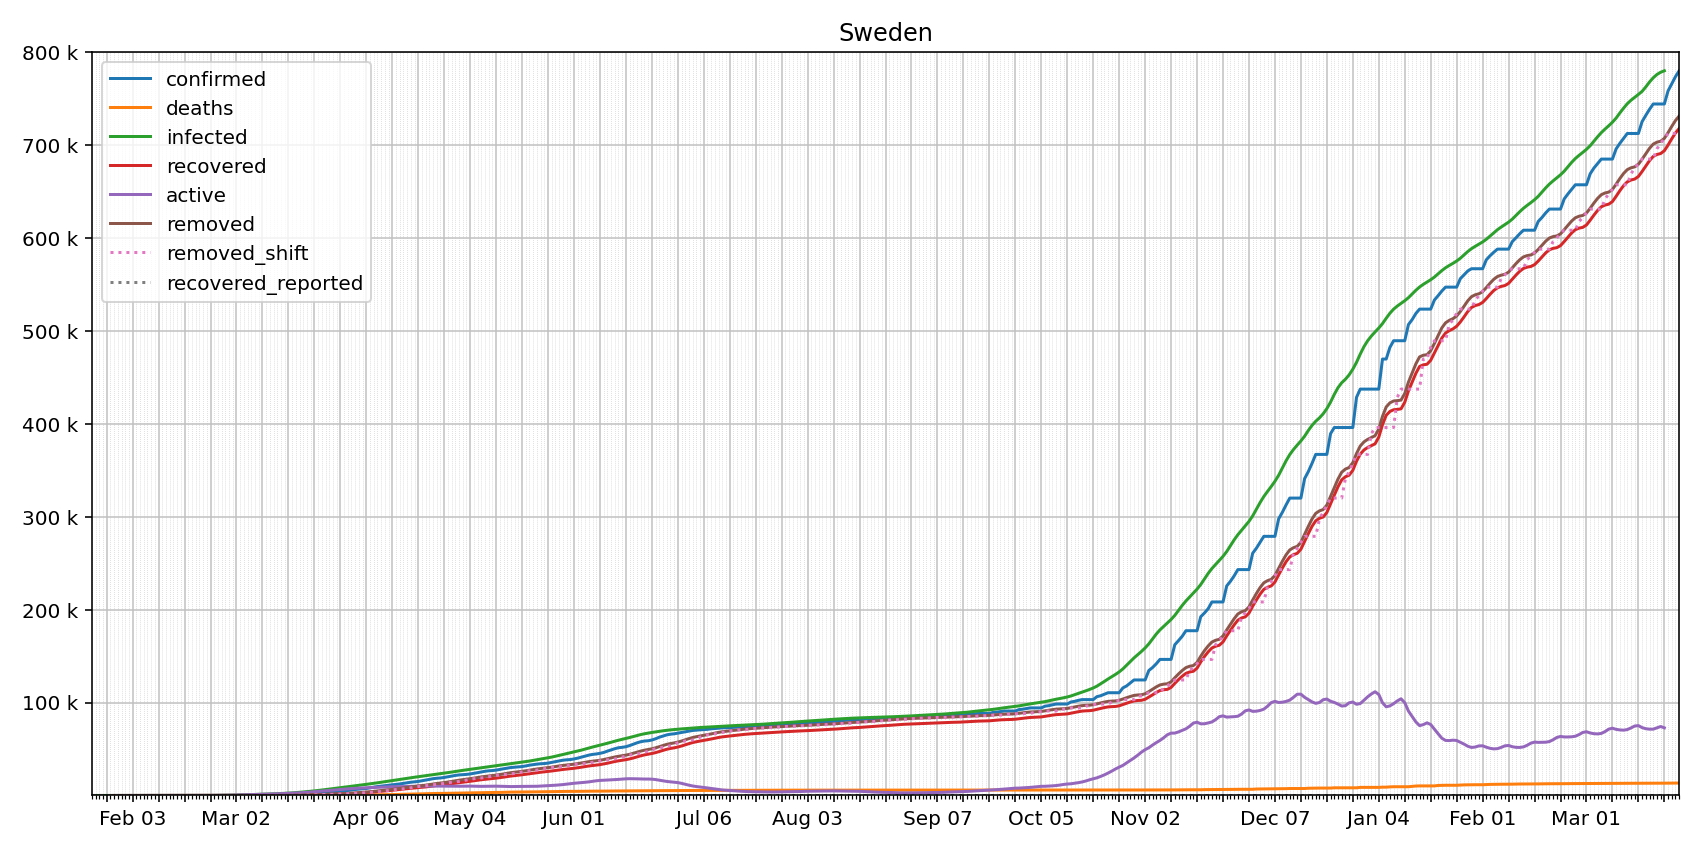 Sweden
800 k
700 k
600 k
500 k
400 k
300 k
200 k
100 k
confirmed
deaths
infected
recovered
active
removed
removed_shift
recovered_reported
Feb 03 Mar 02 Apr 06 May 04 Jun 01 Jul 06 Aug 03 Sep 07 Oct 05 Nov 02 Dec 07 Jan 04 Feb 01 Mar 01